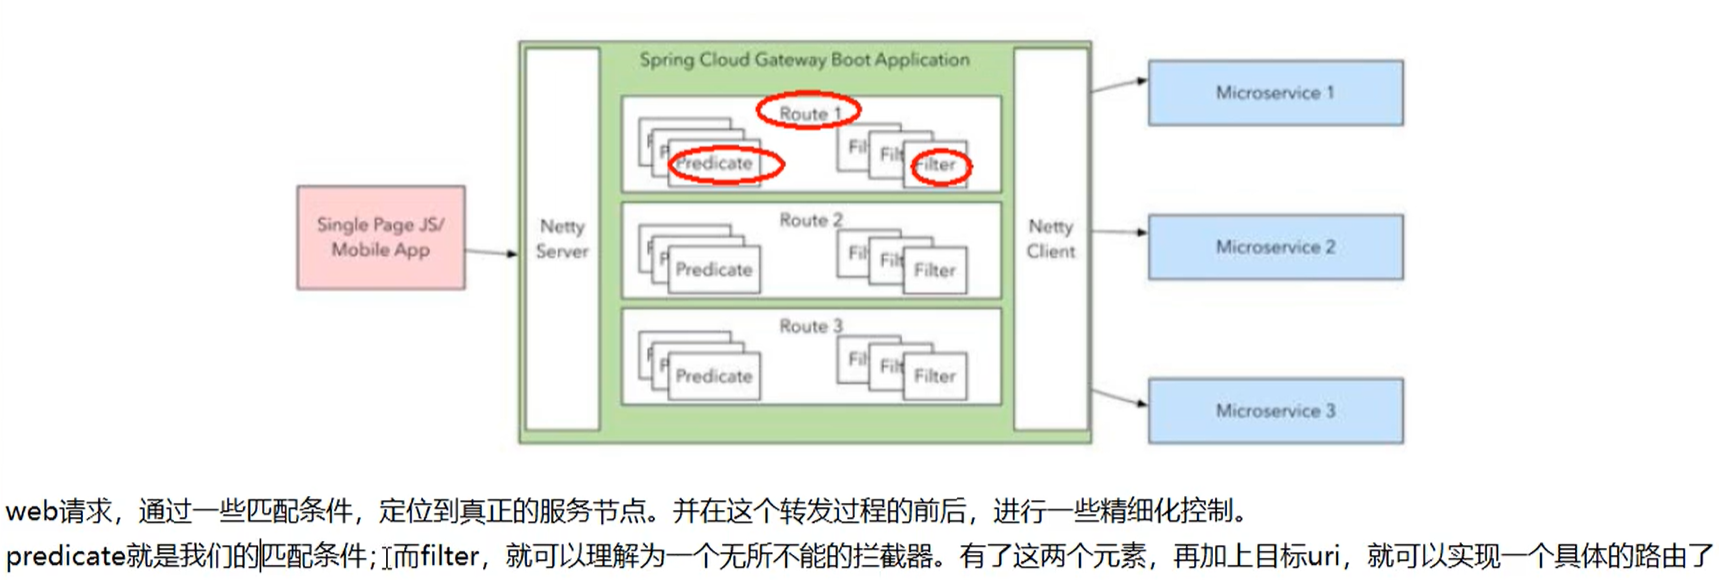 Spring Cloud Gateway Boot Application
Route 1
Predicate
Fil
Filt
Filter
Single Page JS/
Mobile App
Netty
Server
Route 2
P
Predicate
Fil
Filt
Filter
Netty
Client
Route 3
P
Predicate
Fil
Filt
Filter
Microservice 1
Microservice 2
Microservice 3
web请求，通过一些匹配条件，定位到真正的服务节点。并在这个转发过程的前后，进行一些精细化控制。
predicate就是我们的匹配条件；而filter，就可以理解为一个无所不能的拦截器。有了这两个元素，再加上目标uri，就可以实现一个具体的路由了